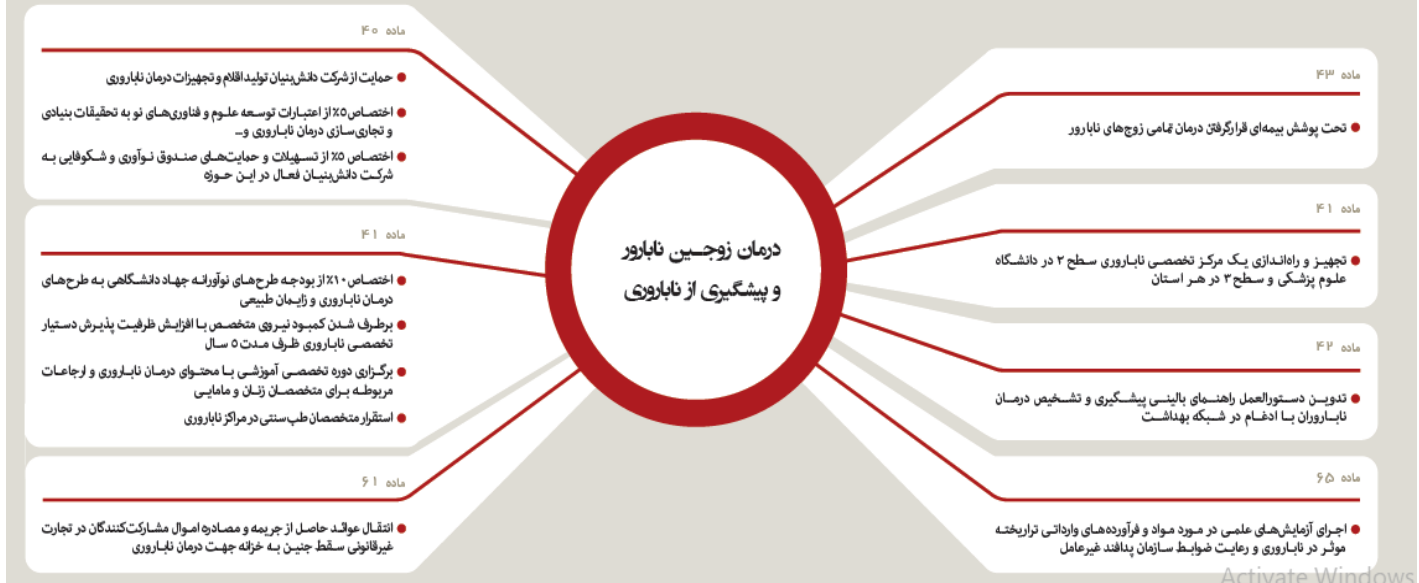 درمان زوجین نابارور
و پیشگیری از ناباروری
ماده ۴۳
تحت پوشش بیمه‌ای قرارگرفتن درمان تمامی زوج‌های نابارور
ماده ۴۱
تجهیز و راه‌اندازی یک مرکز تخصصی ناباروری سطح ۲ در دانشگاه
علوم پزشکی و سطح ۳ در هر استان
ماده ۴۲
تدوین دستورالعمل راهنمای بالینی پیشگیری و تشخیص درمان
ناباروران با ادغام در شبکه بهداشت
ماده ۶۵
اجرای آزمایش‌های علمی در مورد مواد و فرآورده‌های وارداتی تراریخته
موثر در ناباروری و رعایت ضوابط سازمان پدافند غیرعامل
ماده ۴۰
حمایت از شرکت دانش‌بنیان تولید اقلام و تجهیزات درمان ناباروری
اختصاص ۵٪ از اعتبارات توسعه علوم و فناوری‌های نو به تحقیقات بنیادی
و تجاری‌سازی درمان ناباروری و...
اختصاص ۵٪ از تسهیلات و حمایت‌های صندوق نوآوری و شکوفایی به
شرکت دانش‌بنیان فعال در این حوزه
ماده ۴۱
اختصاص ۱۰٪ از بودجه طرح‌های نوآورانه جهاد دانشگاهی به طرح‌های
درمان ناباروری و زایمان طبیعی
برطرف شدن کمبود نیروی متخصص با افزایش ظرفیت پذیرش دستیار
تخصصی ناباروری ظرف مدت ۵ سال
برگزاری دوره تخصصی آموزشی با محتوای درمان ناباروری و ارجاعات
مربوطه برای متخصصان زنان و مامایی
استقرار متخصصان طب سنتی در مراکز ناباروری
ماده ۶۱
انتقال عوائد حاصل از جریمه و مصادره اموال مشارکت‌کنندگان در تجارت
غیرقانونی سقط جنین به خزانه جهت درمان ناباروری
Activate Windows